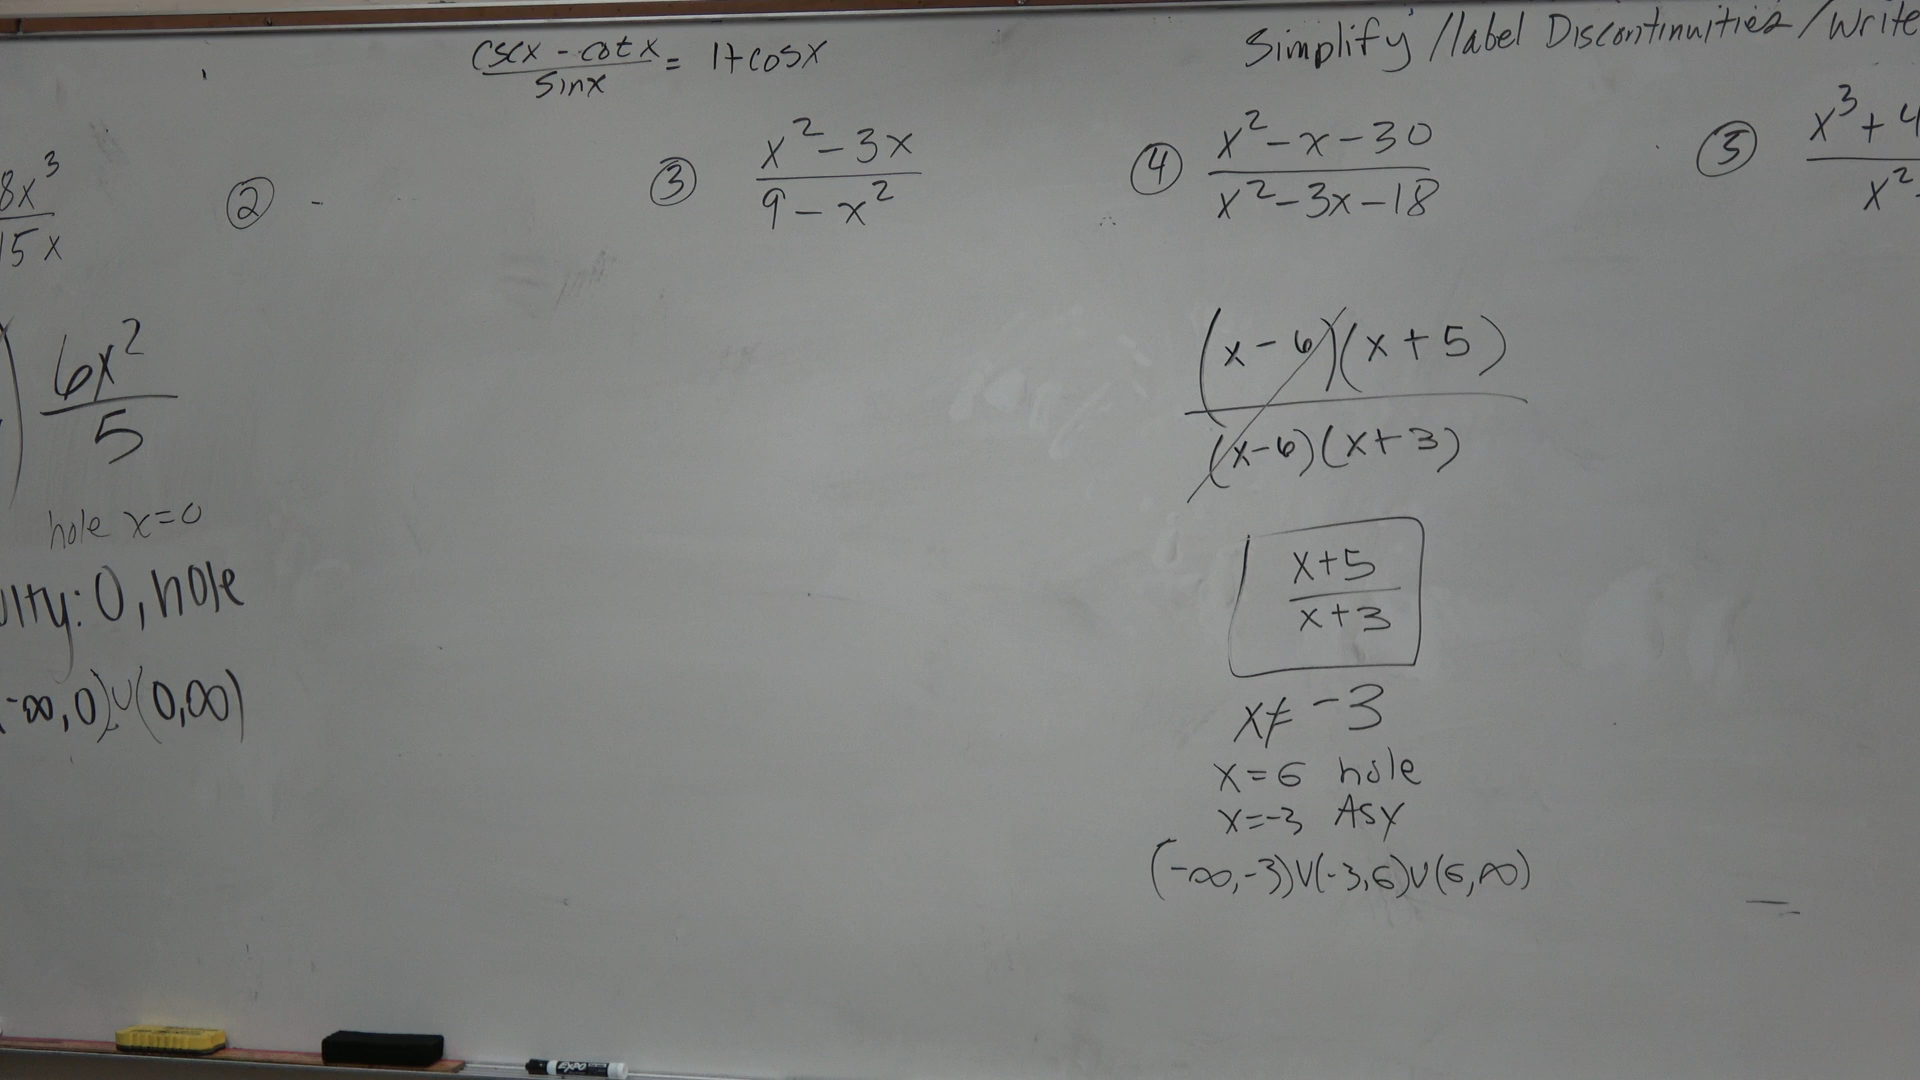 cscx - cotx / sinx = 1+cosx
Simplify /label Discontinuities / Write
8x³ / 15x
②
③ x²-3x / 9-x²
④ x²-x-30 / x²-3x-18
⑤ x³+4 / x²-
6x² / 5
hole x=0
uity: 0, hole
-∞,0)∪(0,∞)
(x-6)(x+5) / (x-6)(x+3)
x+5 / x+3
x≠ -3
x=6 hole
x=-3 Asy
(-∞,-3)∪(-3,6)∪(6,∞)
EXPO